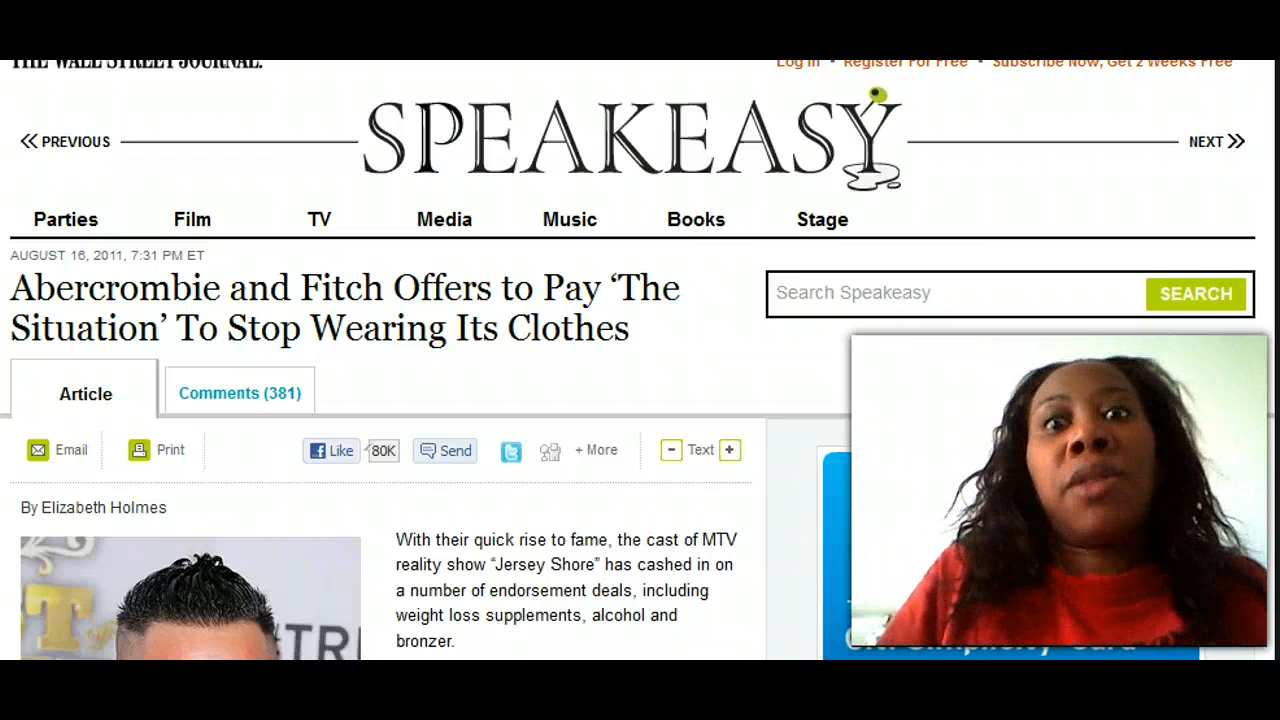 THE WALL STREET JOURNAL.
Log In • Register For Free • Subscribe Now, Get 2 Weeks Free
PREVIOUS
SPEAKEASY
NEXT
Parties Film TV Media Music Books Stage
AUGUST 16, 2011, 7:31 PM ET
Abercrombie and Fitch Offers to Pay ‘The
Situation’ To Stop Wearing Its Clothes
Search Speakeasy
SEARCH
Article
Comments (381)
Email Print Like 80K Send + More - Text +
By Elizabeth Holmes
With their quick rise to fame, the cast of MTV
reality show “Jersey Shore” has cashed in on
a number of endorsement deals, including
weight loss supplements, alcohol and
bronzer.